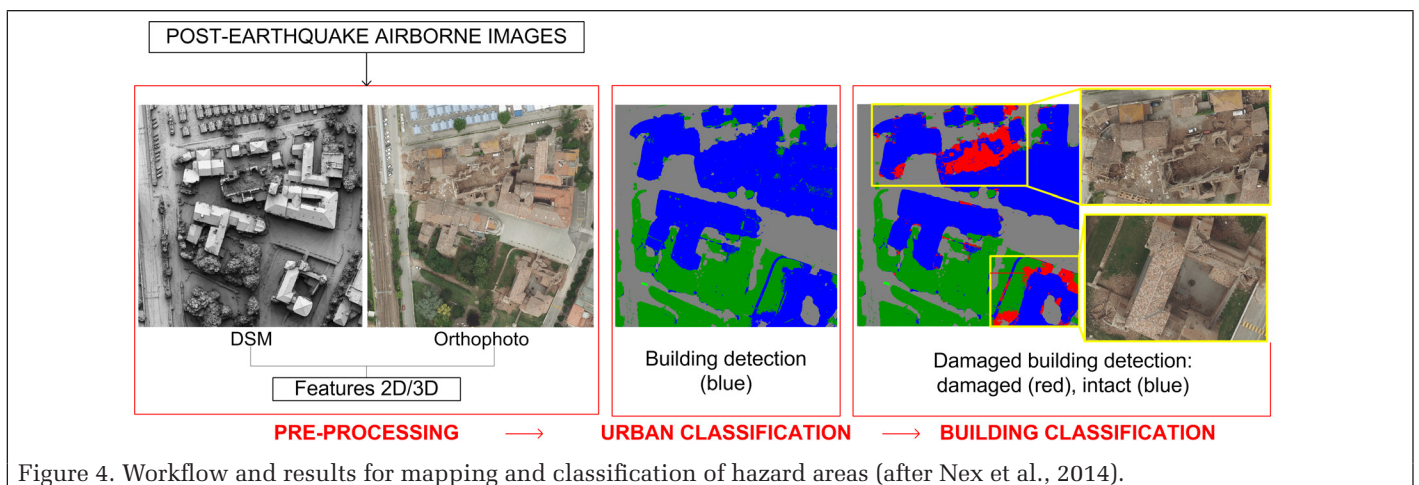 POST-EARTHQUAKE AIRBORNE IMAGES
DSM
Orthophoto
Features 2D/3D
Building detection
(blue)
Damaged building detection:
damaged (red), intact (blue)
PRE-PROCESSING
URBAN CLASSIFICATION
BUILDING CLASSIFICATION
Figure 4. Workflow and results for mapping and classification of hazard areas (after Nex et al., 2014).